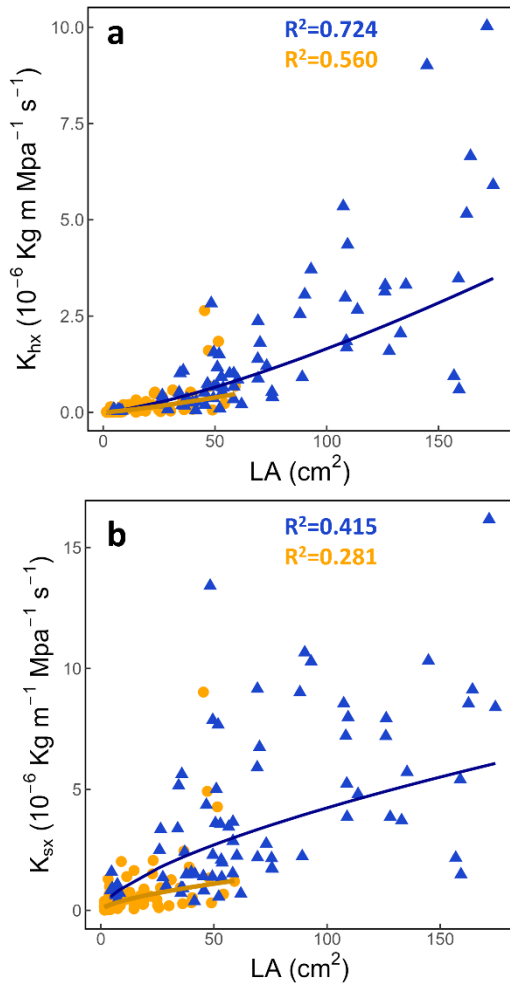 a
R²=0.724
R²=0.560
10.0
7.5
5.0
2.5
0.0
K_hx (10⁻⁶ Kg m Mpa⁻¹ s⁻¹)
0
50
100
150
LA (cm²)
b
R²=0.415
R²=0.281
15
10
5
0
K_sx (10⁻⁶ Kg m⁻¹ Mpa⁻¹ s⁻¹)
0
50
100
150
LA (cm²)